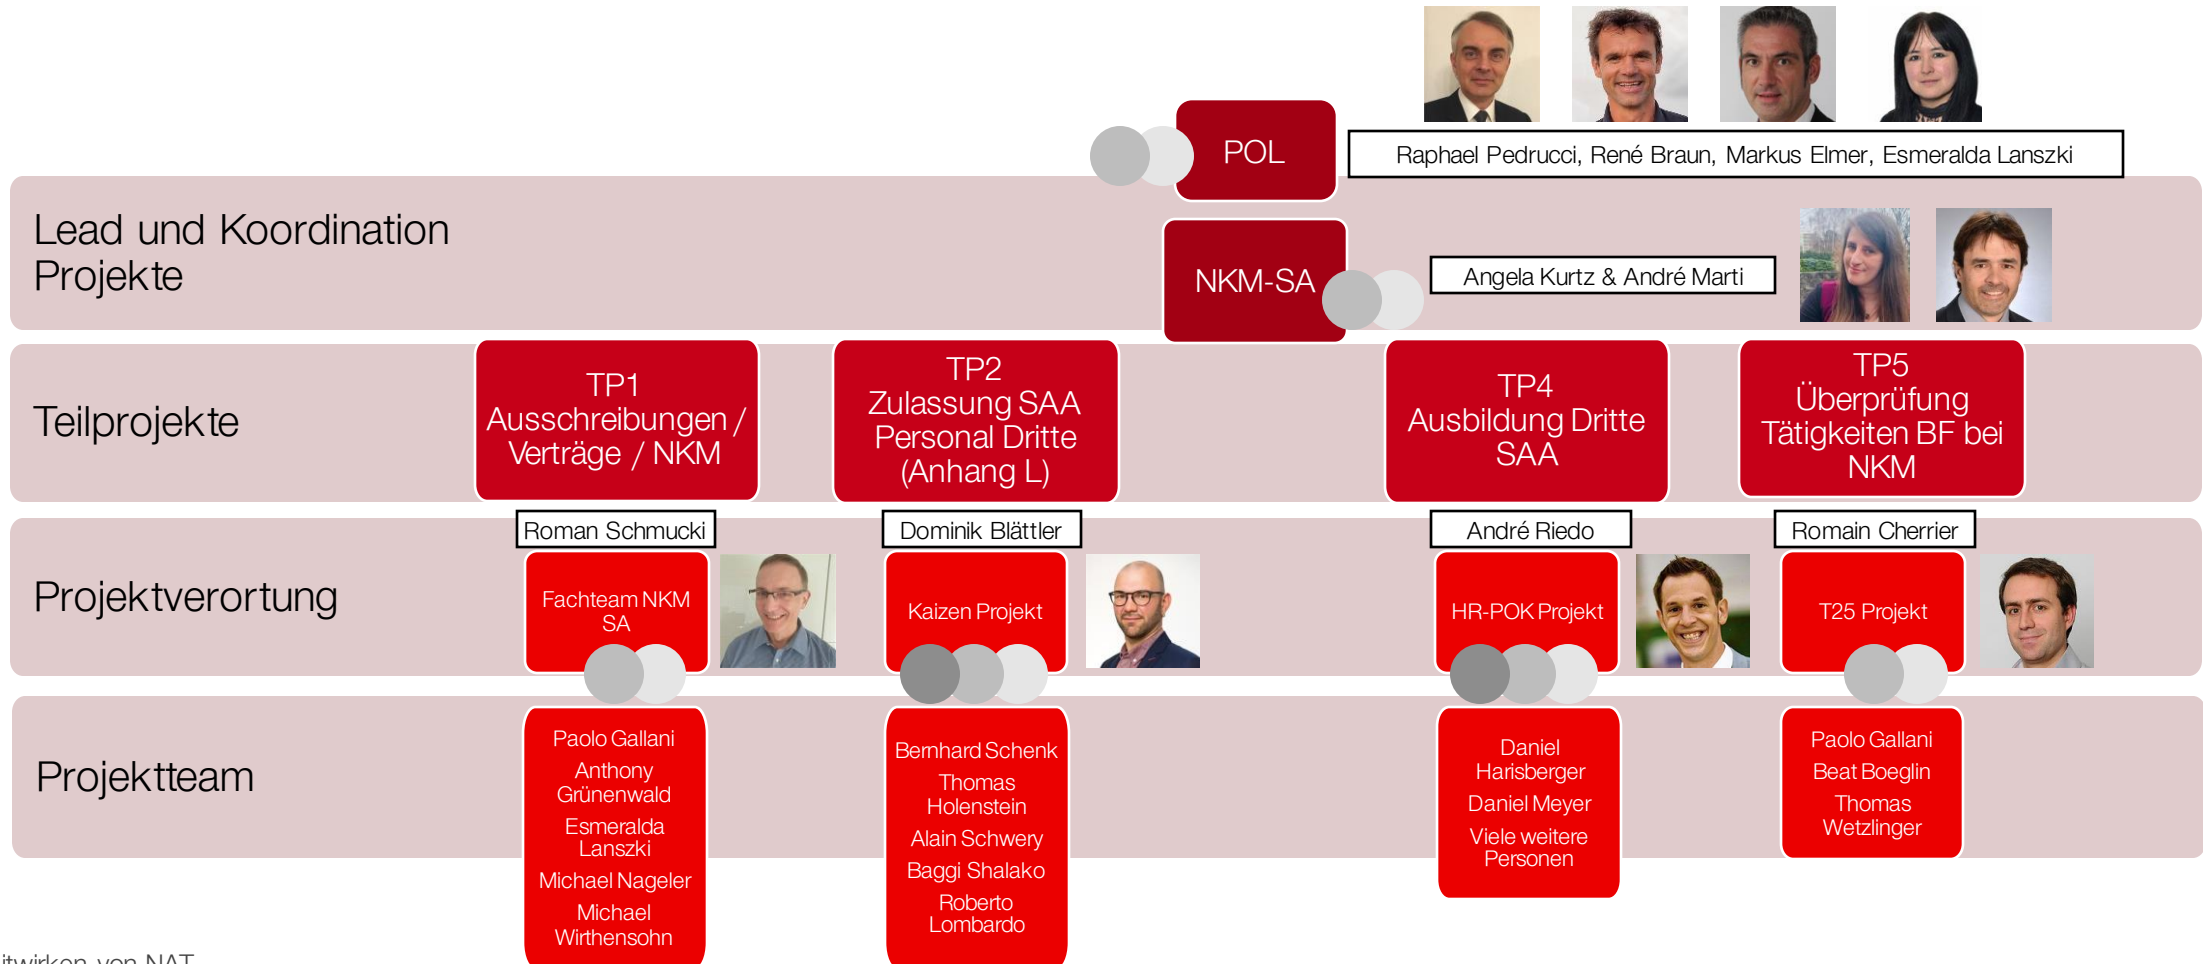 POL
Raphael Pedrucci, René Braun, Markus Elmer, Esmeralda Lanszki
Lead und Koordination
Projekte
NKM-SA
Angela Kurtz & André Marti
Teilprojekte
TP1
Ausschreibungen /
Verträge / NKM
TP2
Zulassung SAA
Personal Dritte
(Anhang L)
TP4
Ausbildung Dritte
SAA
TP5
Überprüfung
Tätigkeiten BF bei
NKM
Projektverortung
Roman Schmucki
Fachteam NKM
SA
Dominik Blättler
Kaizen Projekt
André Riedo
HR-POK Projekt
Romain Cherrier
T25 Projekt
Projektteam
Paolo Gallani
Anthony
Grünenwald
Esmeralda
Lanszki
Michael Nageler
Michael
Wirthensohn
Bernhard Schenk
Thomas
Holenstein
Alain Schwery
Baggi Shalako
Roberto
Lombardo
Daniel
Harisberger
Daniel Meyer
Viele weitere
Personen
Paolo Gallani
Beat Boeglin
Thomas
Wetzlinger
von NAT